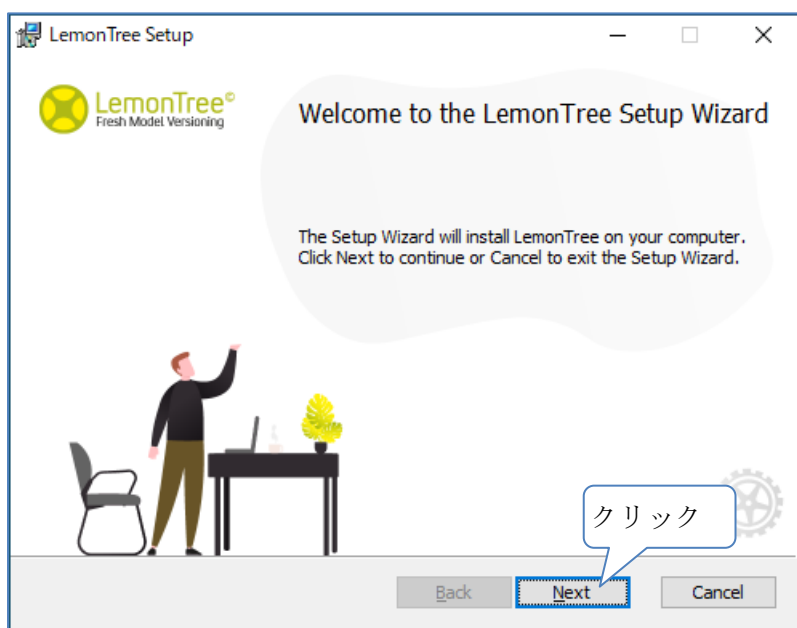 LemonTree Setup
LemonTree©
Fresh Model Versioning
Welcome to the LemonTree Setup Wizard
The Setup Wizard will install LemonTree on your computer.
Click Next to continue or Cancel to exit the Setup Wizard.
クリック
Back
Next
Cancel